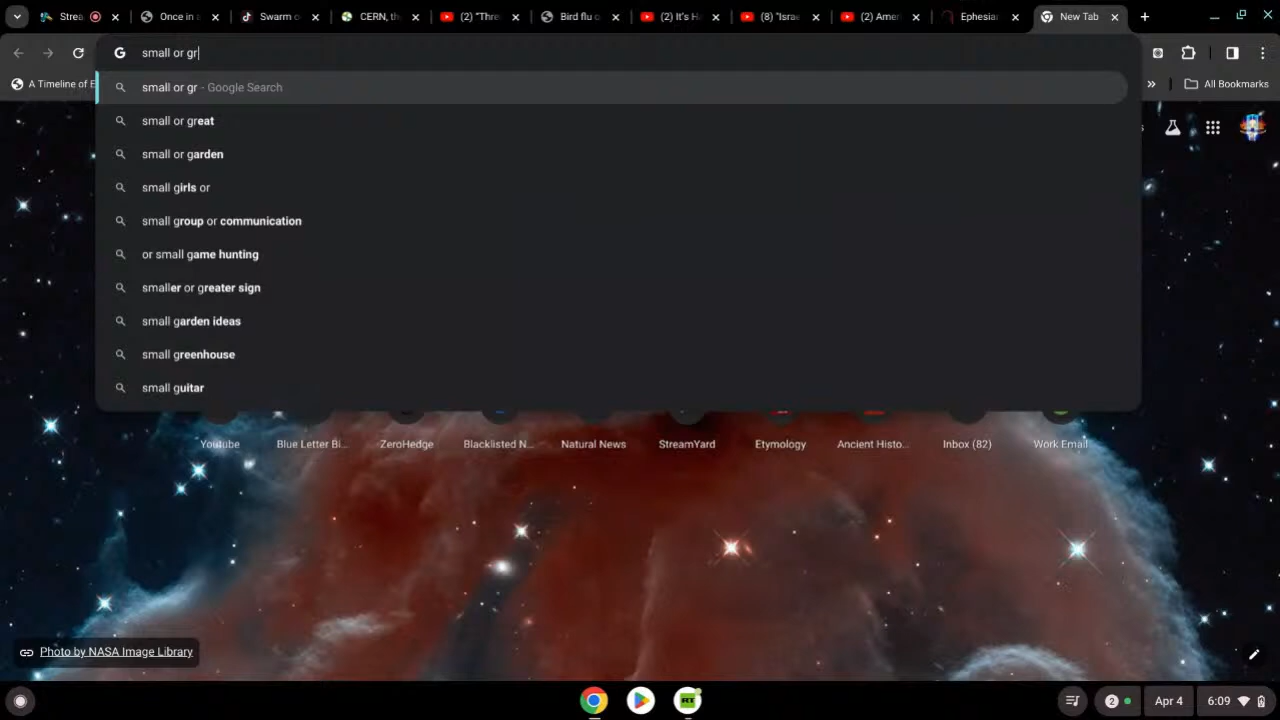 Strea
Once in a
Swarm o
CERN, th
(2) "Thre
Bird flu o
(2) It's H
(8) "Isra
(2) Amer
Ephesian
New Tab
small or gr
A Timeline of E
All Bookmarks
small or gr - Google Search
small or great
small or garden
small girls or
small group or communication
or small game hunting
smaller or greater sign
small garden ideas
small greenhouse
small guitar
Youtube
Blue Letter Bi...
ZeroHedge
Blacklisted N...
Natural News
StreamYard
Etymology
Ancient Histo...
Inbox (82)
Work Email
Photo by NASA Image Library
RT
2
Apr 4
6:09